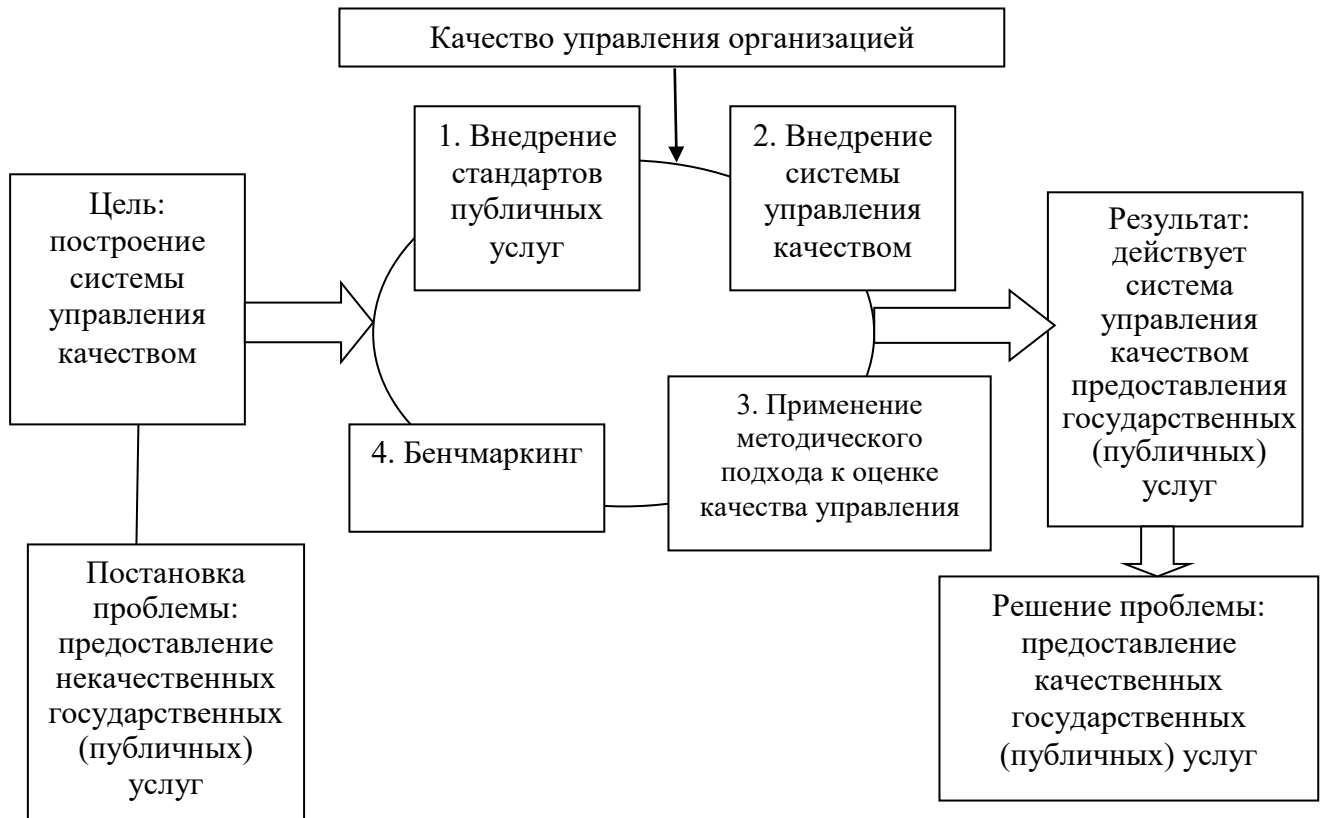 Качество управления организацией
1. Внедрение
стандартов
публичных
услуг
2. Внедрение
системы
управления
качеством
Цель:
построение
системы
управления
качеством
Результат:
действует
система
управления
качеством
предоставления
государственных
(публичных)
услуг
3. Применение
методического
подхода к оценке
качества управления
4. Бенчмаркинг
Постановка
проблемы:
предоставление
некачественных
государственных
(публичных)
услуг
Решение проблемы:
предоставление
качественных
государственных
(публичных) услуг